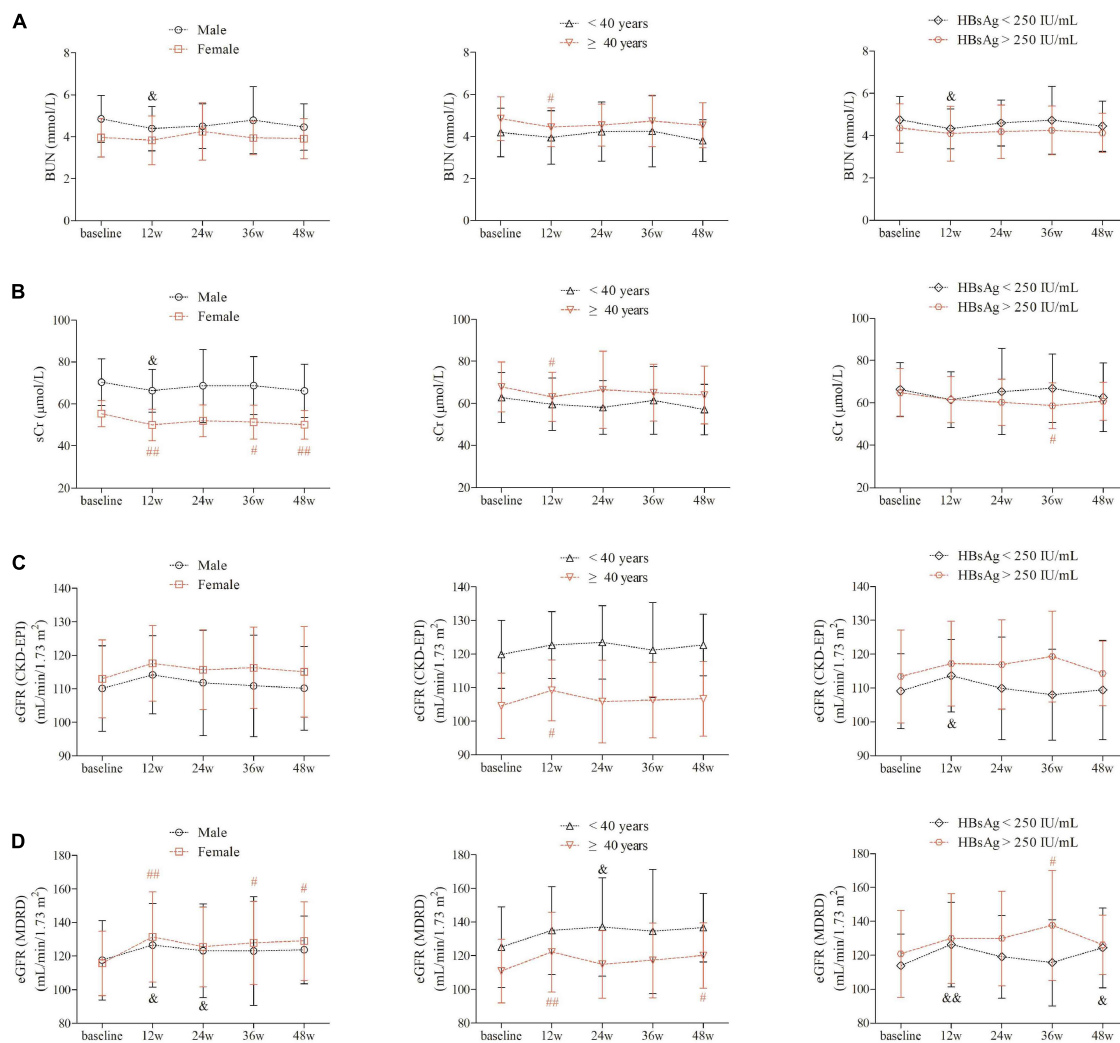 A
Male
Female
BUN (mmol/L)
8
6
4
2
0
&
baseline 12w 24w 36w 48w
< 40 years
≥ 40 years
BUN (mmol/L)
8
6
4
2
0
#
baseline 12w 24w 36w 48w
HBsAg < 250 IU/mL
HBsAg > 250 IU/mL
BUN (mmol/L)
8
6
4
2
0
&
baseline 12w 24w 36w 48w
B
Male
Female
sCr (μmol/L)
100
80
60
40
20
&
## # ##
baseline 12w 24w 36w 48w
< 40 years
≥ 40 years
sCr (μmol/L)
100
80
60
40
20
#
baseline 12w 24w 36w 48w
HBsAg < 250 IU/mL
HBsAg > 250 IU/mL
sCr (μmol/L)
100
80
60
40
20
#
baseline 12w 24w 36w 48w
C
Male
Female
eGFR (CKD-EPI)
(mL/min/1.73 m²)
140
130
120
110
100
90
baseline 12w 24w 36w 48w
< 40 years
≥ 40 years
eGFR (CKD-EPI)
(mL/min/1.73 m²)
140
130
120
110
100
90
#
baseline 12w 24w 36w 48w
HBsAg < 250 IU/mL
HBsAg > 250 IU/mL
eGFR (CKD-EPI)
(mL/min/1.73 m²)
140
130
120
110
100
90
&
baseline 12w 24w 36w 48w
D
Male
Female
eGFR (MDRD)
(mL/min/1.73 m²)
180
160
140
120
100
80
## # #
& &
baseline 12w 24w 36w 48w
< 40 years
≥ 40 years
eGFR (MDRD)
(mL/min/1.73 m²)
180
160
140
120
100
80
&
## #
baseline 12w 24w 36w 48w
HBsAg < 250 IU/mL
HBsAg > 250 IU/mL
eGFR (MDRD)
(mL/min/1.73 m²)
180
160
140
120
100
80
#
&& &
baseline 12w 24w 36w 48w